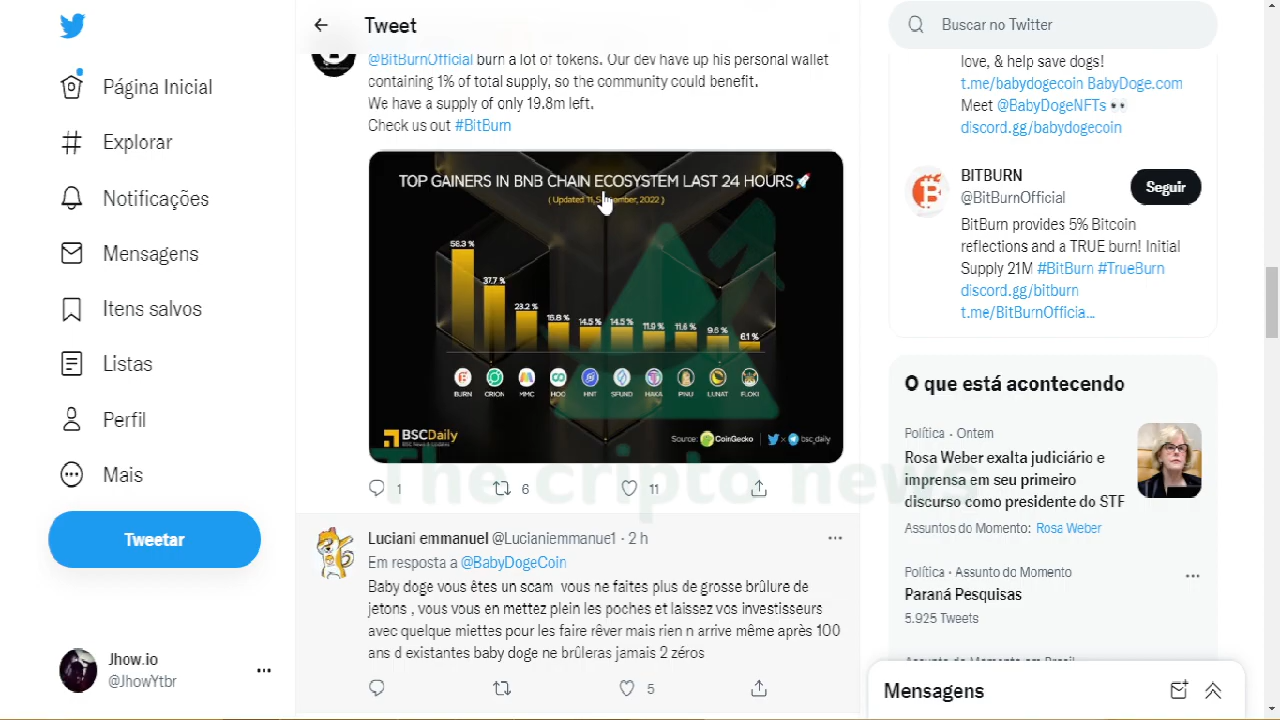 Página Inicial
Explorar
Notificações
Mensagens
Itens salvos
Listas
Perfil
Mais
Tweetar
Jhow.io
@JhowYtbr
Tweet
@BitBurnOfficial burn a lot of tokens. Our dev have up his personal wallet
containing 1% of total supply, so the community could benefit.
We have a supply of only 19.8m left.
Check us out #BitBurn
TOP GAINERS IN BNB CHAIN ECOSYSTEM LAST 24 HOURS🚀
( Updated 11, 2022 )
56.3 %
37.7 %
23.2 %
16.8 %
14.5 %
14.5 %
11.9 %
11.6 %
9.6 %
6.1 %
BURN
ORION
MMC
HOC
HNT
SFUND
HAKA
PINU
LUNAT
FLOKI
BSCDaily
Source: CoinGecko
bsc_daily
The cripto news
1
6
11
Luciani emmanuel @Lucianiemmanue1 · 2 h
Em resposta a @BabyDogeCoin
Baby doge vous êtes un scam vous ne faites plus de grosse brûlure de
jetons , vous vous en mettez plein les poches et laissez vos investisseurs
avec quelque miettes pour les faire rêver mais rien n arrive même après 100
ans d existantes baby doge ne brûleras jamais 2 zéros
5
Buscar no Twitter
love, & help save dogs!
t.me/babydogecoin BabyDoge.com
Meet @BabyDogeNFTs 👀
discord.gg/babydogecoin
BITBURN
@BitBurnOfficial
Seguir
BitBurn provides 5% Bitcoin
reflections and a TRUE burn! Initial
Supply 21M #BitBurn #TrueBurn
discord.gg/bitburn
t.me/BitBurnOfficia...
O que está acontecendo
Política · Ontem
Rosa Weber exalta judiciário e
imprensa em seu primeiro
discurso como presidente do STF
Assuntos do Momento: Rosa Weber
Política · Assunto do Momento
Paraná Pesquisas
5.925 Tweets
Mensagens